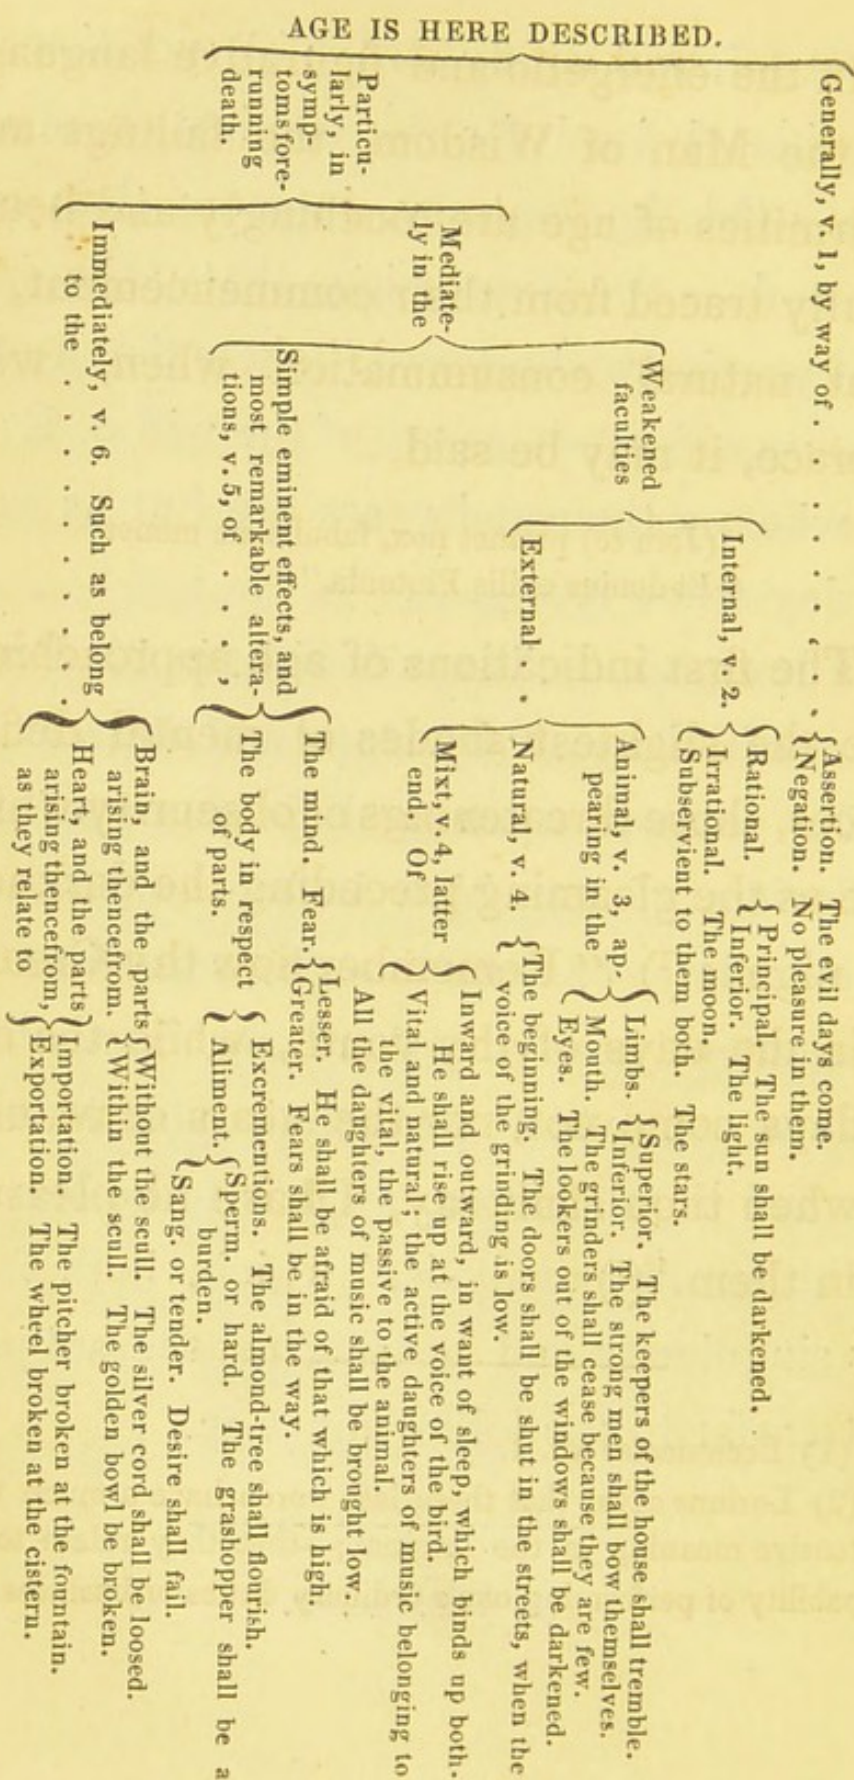 AGE IS HERE DESCRIBED.
Generally, v. 1, by way of . . . . . . . .
Assertion. The evil days come.
Negation. No pleasure in them.
Particu-
larly, in
symp-
toms fore-
running
death.
Mediate-
ly in the
Weakened
faculties
Internal, v. 2.
Rational.
Principal. The sun shall be darkened.
Inferior. The light.
Irrational. The moon.
Subservient to them both. The stars.
External . .
Animal, v. 3, ap-
pearing in the
Limbs.
Superior. The keepers of the house shall tremble.
Inferior. The strong men shall bow themselves.
Mouth. The grinders shall cease because they are few.
Eyes. The lookers out of the windows shall be darkened.
Natural, v. 4.
The beginning. The doors shall be shut in the streets, when the
voice of the grinding is low.
Mixt, v. 4, latter
end. Of
Inward and outward, in want of sleep, which binds up both.
He shall rise up at the voice of the bird.
Vital and natural; the active daughters of music belonging to
the vital, the passive to the animal.
All the daughters of music shall be brought low.
Simple eminent effects, and
most remarkable altera-
tions, v. 5, of . . . ,
The mind. Fear.
Lesser. He shall be afraid of that which is high.
Greater. Fears shall be in the way.
The body in respect
of parts.
Excrementions. The almond-tree shall flourish.
Aliment.
Sperm. or hard. The grashopper shall be a
burden.
Sang. or tender. Desire shall fail.
Immediately, v. 6. Such as belong
to the . . . . . . . . .
Brain, and the parts
arising thencefrom.
Without the scull. The silver cord shall be loosed.
Within the scull. The golden bowl be broken.
Heart, and the parts
arising thencefrom,
as they relate to
Importation. The pitcher broken at the fountain.
Exportation. The wheel broken at the cistern.